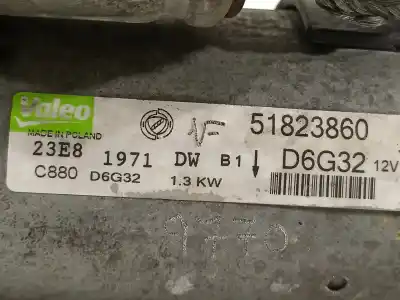 Valeo
MADE IN POLAND
51823860
23E8 1971 DW B1 D6G32 12V
C880 D6G32 1.3 KW